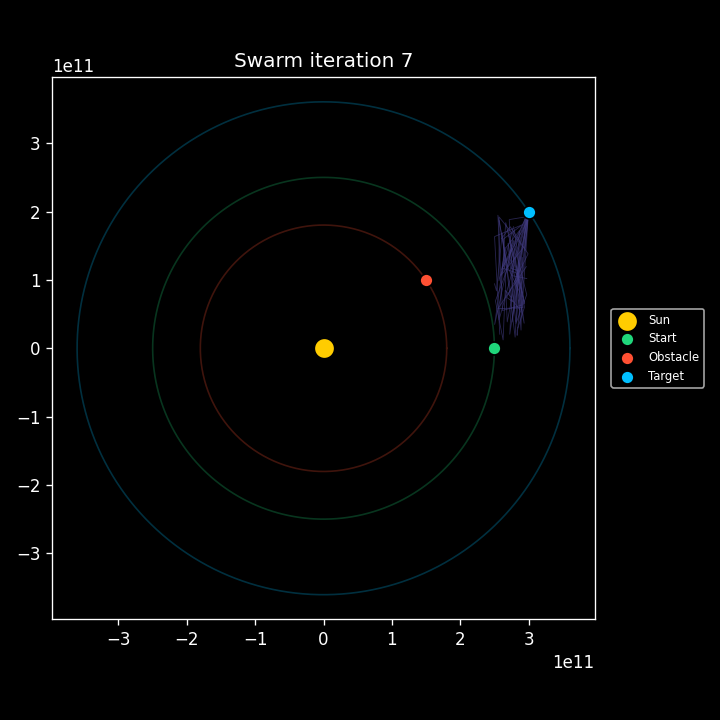 Swarm iteration 7
1e11
3
2
1
0
−1
−2
−3
−3
−2
−1
0
1
2
3
1e11
Sun
Start
Obstacle
Target